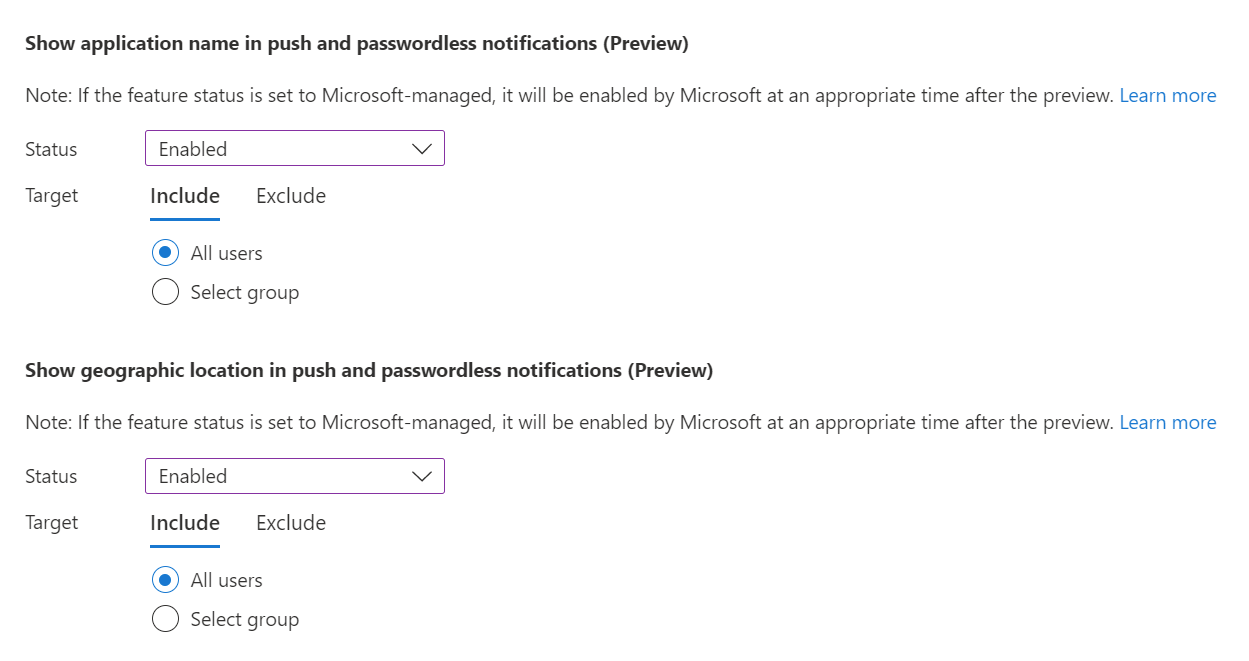 Show application name in push and passwordless notifications (Preview)
Note: If the feature status is set to Microsoft-managed, it will be enabled by Microsoft at an appropriate time after the preview. Learn more
Status Enabled
Target Include Exclude
All users
Select group
Show geographic location in push and passwordless notifications (Preview)
Note: If the feature status is set to Microsoft-managed, it will be enabled by Microsoft at an appropriate time after the preview. Learn more
Status Enabled
Target Include Exclude
All users
Select group